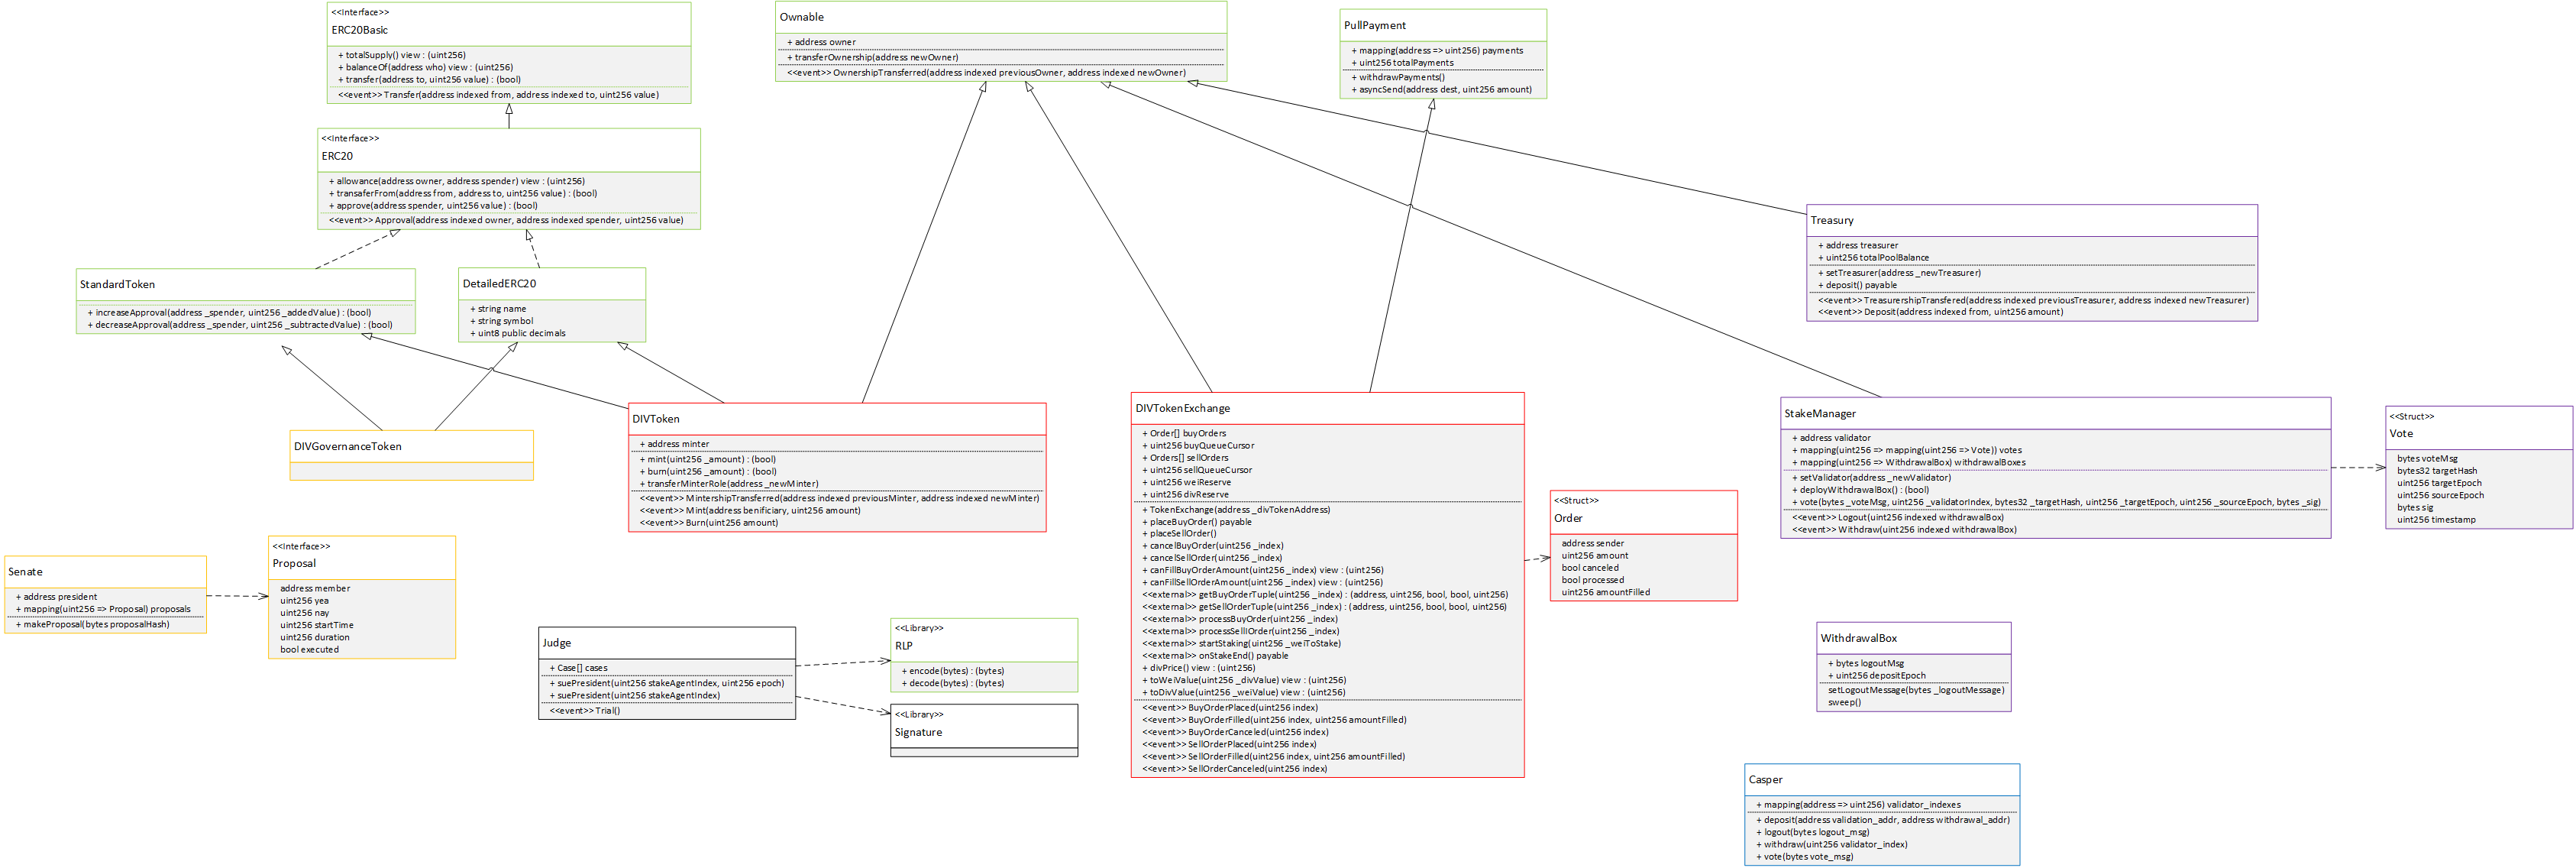 <<Interface>>
ERC20Basic
+ totalSupply() view : (uint256)
+ balanceOf(address who) view : (uint256)
+ transfer(address to, uint256 value) : (bool)
<<event>> Transfer(address indexed from, address indexed to, uint256 value)
Ownable
+ address owner
+ transferOwnership(address newOwner)
<<event>> OwnershipTransferred(address indexed previousOwner, address indexed newOwner)
PullPayment
+ mapping(address => uint256) payments
+ uint256 totalPayments
+ withdrawPayments()
+ asyncSend(address dest, uint256 amount)
<<Interface>>
ERC20
+ allowance(address owner, address spender) view : (uint256)
+ transaferFrom(address from, address to, uint256 value) : (bool)
+ approve(address spender, uint256 value) : (bool)
<<event>> Approval(address indexed owner, address indexed spender, uint256 value)
Treasury
+ address treasurer
+ uint256 totalPoolBalance
+ setTreasurer(address _newTreasurer)
+ deposit() payable
<<event>> TreasurershipTransfered(address indexed previousTreasurer, address indexed newTreasurer)
<<event>> Deposit(address indexed from, uint256 amount)
StandardToken
+ increaseApproval(address _spender, uint256 _addedValue) : (bool)
+ decreaseApproval(address _spender, uint256 _subtractedValue) : (bool)
DetailedERC20
+ string name
+ string symbol
+ uint8 public decimals
DIVGovernanceToken
DIVToken
+ address minter
+ mint(uint256 _amount) : (bool)
+ burn(uint256 _amount) : (bool)
+ transferMinterRole(address _newMinter)
<<event>> MintershipTransferred(address indexed previousMinter, address indexed newMinter)
<<event>> Mint(address benificiary, uint256 amount)
<<event>> Burn(uint256 amount)
DIVTokenExchange
+ Order[] buyOrders
+ uint256 buyQueueCursor
+ Orders[] sellOrders
+ uint256 sellQueueCursor
+ uint256 weiReserve
+ uint256 divReserve
+ TokenExchange(address _divTokenAddress)
+ placeBuyOrder() payable
+ placeSellOrder()
+ cancelBuyOrder(uint256 _index)
+ cancelSellOrder(uint256 _index)
+ canFillBuyOrderAmount(uint256 _index) view : (uint256)
+ canFillSellOrderAmount(uint256 _index) view : (uint256)
<<external>> getBuyOrderTuple(uint256 _index) : (address, uint256, bool, bool, uint256)
<<external>> getSellOrderTuple(uint256 _index) : (address, uint256, bool, bool, uint256)
<<external>> processBuyOrder(uint256 _index)
<<external>> processSelllOrder(uint256 _index)
<<external>> startStaking(uint256 _weiToStake)
<<external>> onStakeEnd() payable
+ divPrice() view : (uint256)
+ toWeiValue(uint256 _divValue) view : (uint256)
+ toDivValue(uint256 _weiValue) view : (uint256)
<<event>> BuyOrderPlaced(uint256 index)
<<event>> BuyOrderFilled(uint256 index, uint256 amountFilled)
<<event>> BuyOrderCanceled(uint256 index)
<<event>> SellOrderPlaced(uint256 index)
<<event>> SellOrderFilled(uint256 index, uint256 amountFilled)
<<event>> SellOrderCanceled(uint256 index)
<<Struct>>
Order
address sender
uint256 amount
bool canceled
bool processed
uint256 amountFilled
StakeManager
+ address validator
+ mapping(uint256 => mapping(uint256 => Vote)) votes
+ mapping(uint256 => WithdrawalBox) withdrawalBoxes
+ setValidator(address _newValidator)
+ deployWithdrawalBox() : (bool)
+ vote(bytes _voteMsg, uint256 _validatorIndex, bytes32 _targetHash, uint256 _targetEpoch, uint256 _sourceEpoch, bytes _sig)
<<event>> Logout(uint256 indexed withdrawalBox)
<<event>> Withdraw(uint256 indexed withdrawalBox)
<<Struct>>
Vote
bytes voteMsg
bytes32 targetHash
uint256 targetEpoch
uint256 sourceEpoch
bytes sig
uint256 timestamp
Senate
+ address president
+ mapping(uint256 => Proposal) proposals
+ makeProposal(bytes proposalHash)
<<Interface>>
Proposal
address member
uint256 yea
uint256 nay
uint256 startTime
uint256 duration
bool executed
Judge
+ Case[] cases
+ suePresident(uint256 stakeAgentIndex, uint256 epoch)
+ suePresident(uint256 stakeAgentIndex)
<<event>> Trial()
<<Library>>
RLP
+ encode(bytes) : (bytes)
+ decode(bytes) : (bytes)
<<Library>>
Signature
WithdrawalBox
+ bytes logoutMsg
+ uint256 depositEpoch
setLogoutMessage(bytes _logoutMessage)
sweep()
Casper
+ mapping(address => uint256) validator_indexes
+ deposit(address validation_addr, address withdrawal_addr)
+ logout(bytes logout_msg)
+ withdraw(uint256 validator_index)
+ vote(bytes vote_msg)